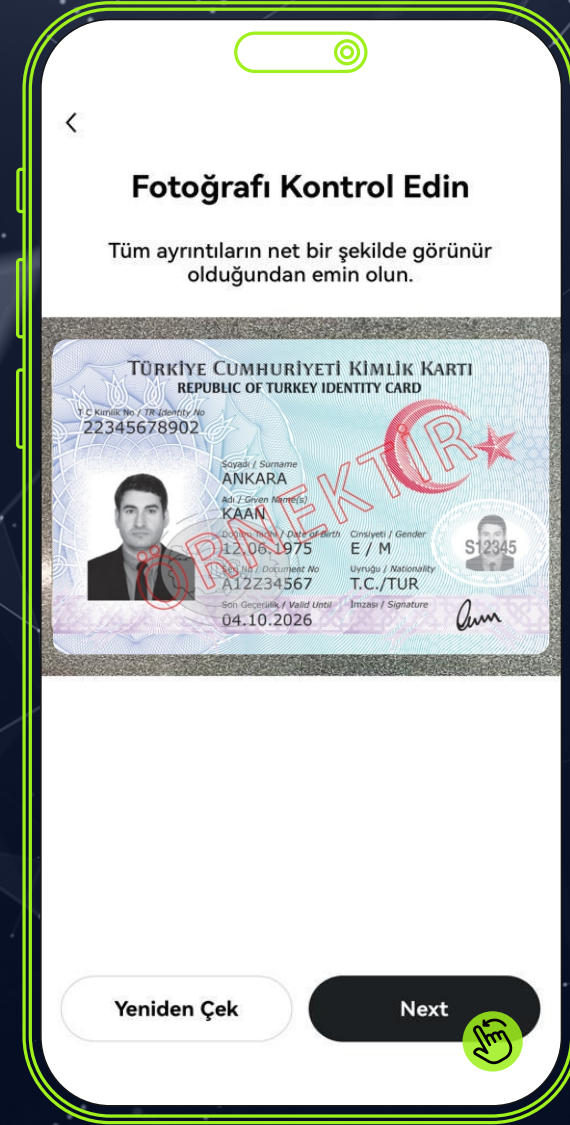 Fotoğrafı Kontrol Edin
Tüm ayrıntıların net bir şekilde görünür
olduğundan emin olun.
TÜRKİYE CUMHURİYETİ KİMLİK KARTI
REPUBLIC OF TURKEY IDENTITY CARD
T.C Kimlik No / TR Identity No
22345678902
Soyadı / Surname
ANKARA
Adı / Given Name(s)
KAAN
Doğum Tarihi / Date of Birth Cinsiyeti / Gender
12.06.1975 E / M
Seri No / Document No Uyruğu / Nationality
A12Z34567 T.C./TUR
Son Geçerlilik / Valid Until İmzası / Signature
04.10.2026
S12345
ÖRNEKTİR
Yeniden Çek Next